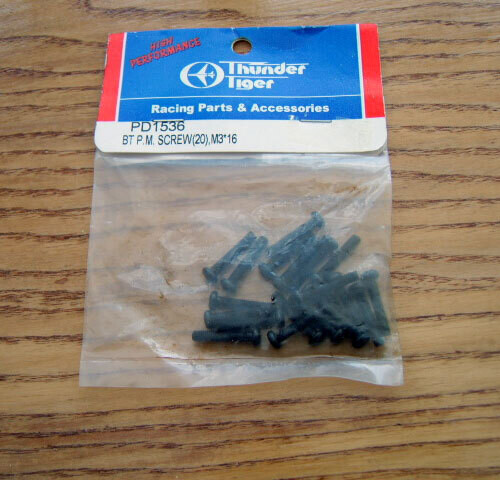 HIGH
PERFORMANCE
Thunder
Tiger
Racing Parts & Accessories
PD1536
BT P.M. SCREW(20),M3*16